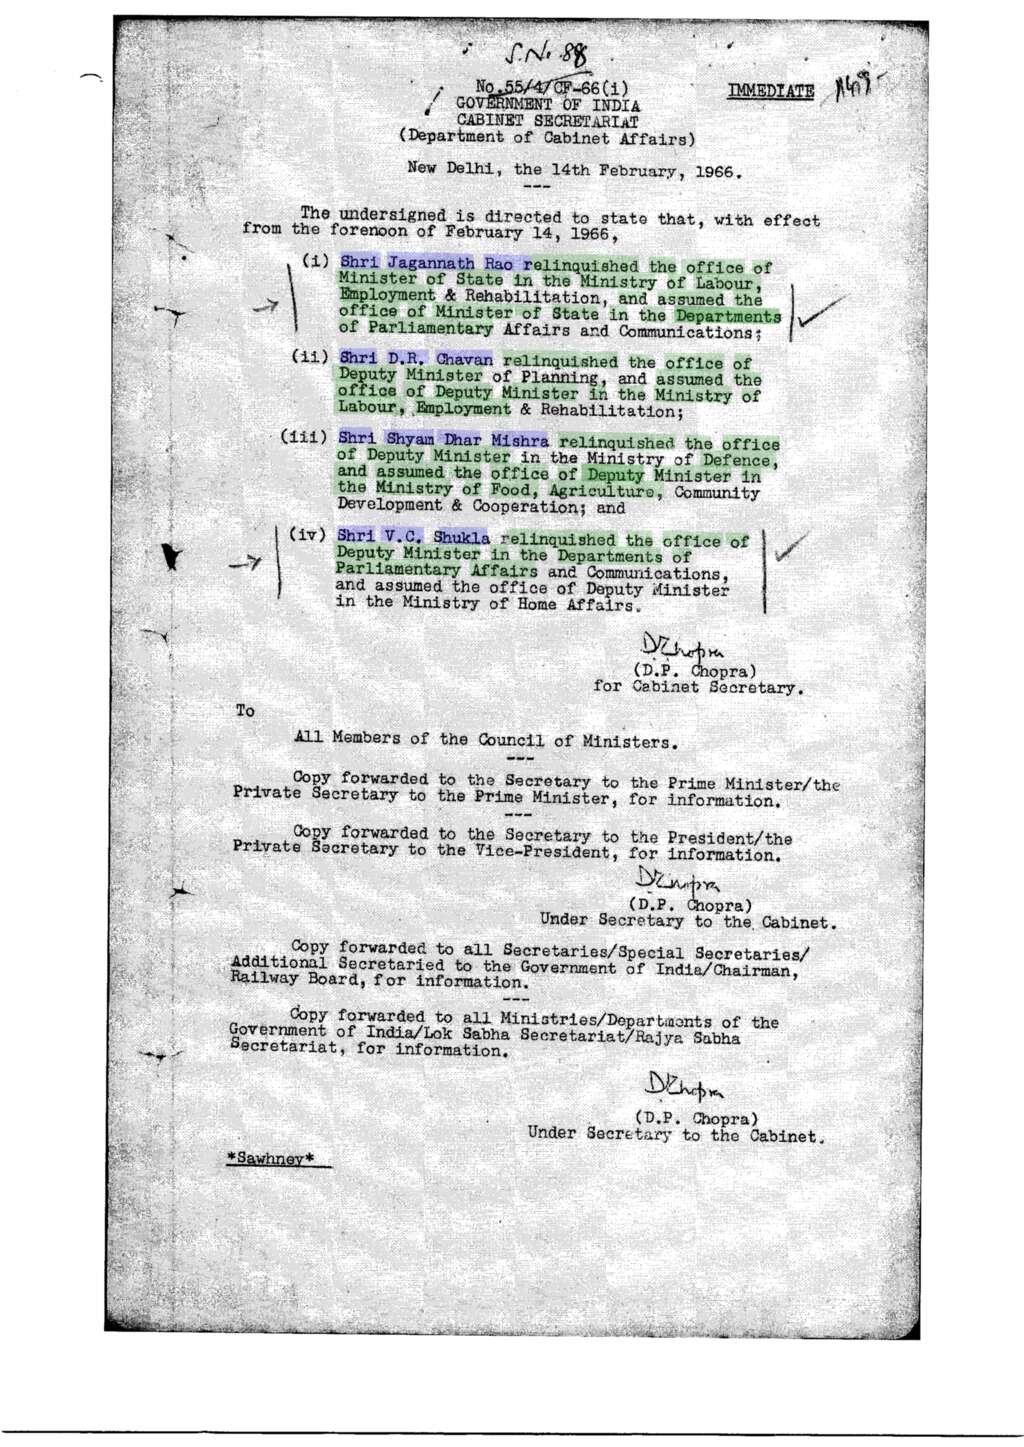 S.No. 88
No.55/4/CF-66(i)
IMMEDIATE
GOVERNMENT OF INDIA
CABINET SECRETARIAT
(Department of Cabinet Affairs)
New Delhi, the 14th February, 1966.
---
The undersigned is directed to state that, with effect
from the forenoon of February 14, 1966,
(i) Shri Jagannath Rao relinquished the office of
Minister of State in the Ministry of Labour,
Employment & Rehabilitation, and assumed the
office of Minister of State in the Departments
of Parliamentary Affairs and Communications;
(ii) Shri D.R. Chavan relinquished the office of
Deputy Minister of Planning, and assumed the
office of Deputy Minister in the Ministry of
Labour, Employment & Rehabilitation;
(iii) Shri Shyam Dhar Mishra relinquished the office
of Deputy Minister in the Ministry of Defence,
and assumed the office of Deputy Minister in
the Ministry of Food, Agriculture, Community
Development & Cooperation; and
(iv) Shri V.C. Shukla relinquished the office of
Deputy Minister in the Departments of
Parliamentary Affairs and Communications,
and assumed the office of Deputy Minister
in the Ministry of Home Affairs.
DPChopra
(D.P. Chopra)
for Cabinet Secretary.
To
All Members of the Council of Ministers.
---
Copy forwarded to the Secretary to the Prime Minister/the
Private Secretary to the Prime Minister, for information.
---
Copy forwarded to the Secretary to the President/the
Private Secretary to the Vice-President, for information.
DPChopra
(D.P. Chopra)
Under Secretary to the Cabinet.
Copy forwarded to all Secretaries/Special Secretaries/
Additional Secretaried to the Government of India/Chairman,
Railway Board, for information.
---
Copy forwarded to all Ministries/Departments of the
Government of India/Lok Sabha Secretariat/Rajya Sabha
Secretariat, for information.
DPChopra
(D.P. Chopra)
Under Secretary to the Cabinet.
*Sawhney*